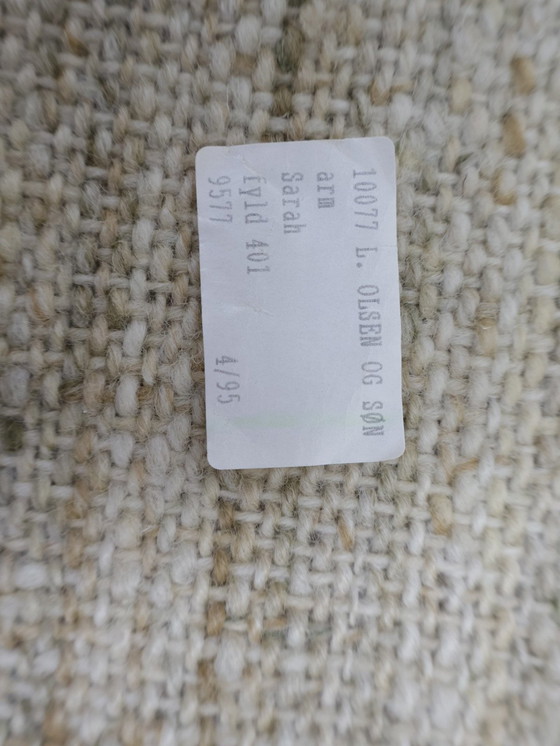 10077 L. OLSEN OG SØN
arm
Sarah
fyld 401
9577 4/95